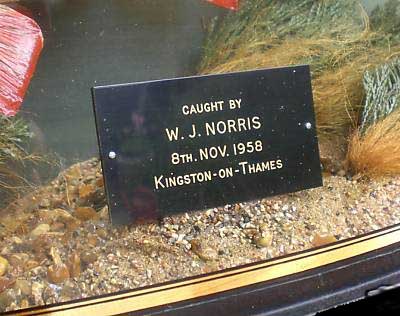 CAUGHT BY
W. J. NORRIS
8TH. NOV. 1958
KINGSTON-ON-THAMES